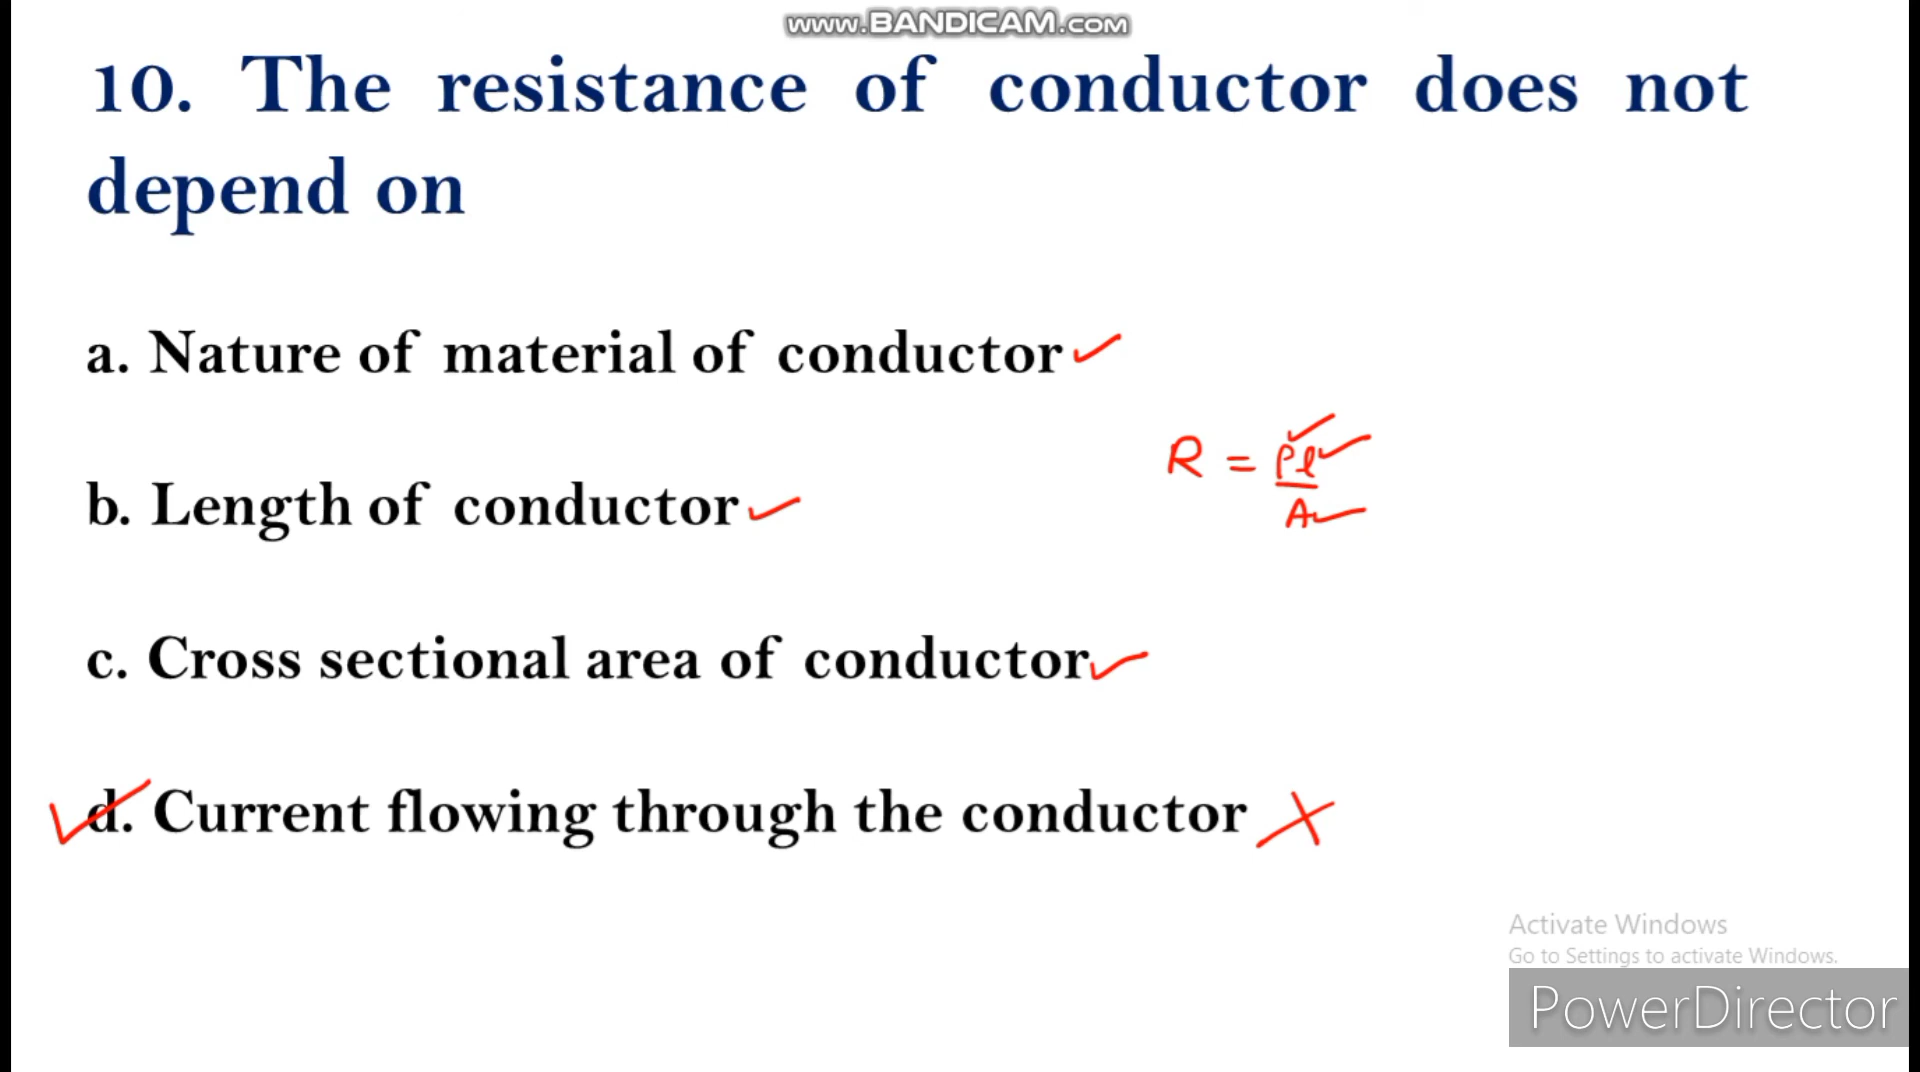 www.BANDICAM.com
10. The resistance of conductor does not
depend on
a. Nature of material of conductor
R = ρl
A
b. Length of conductor
c. Cross sectional area of conductor
d. Current flowing through the conductor
Activate Windows
Go to Settings to activate Windows.
PowerDirector